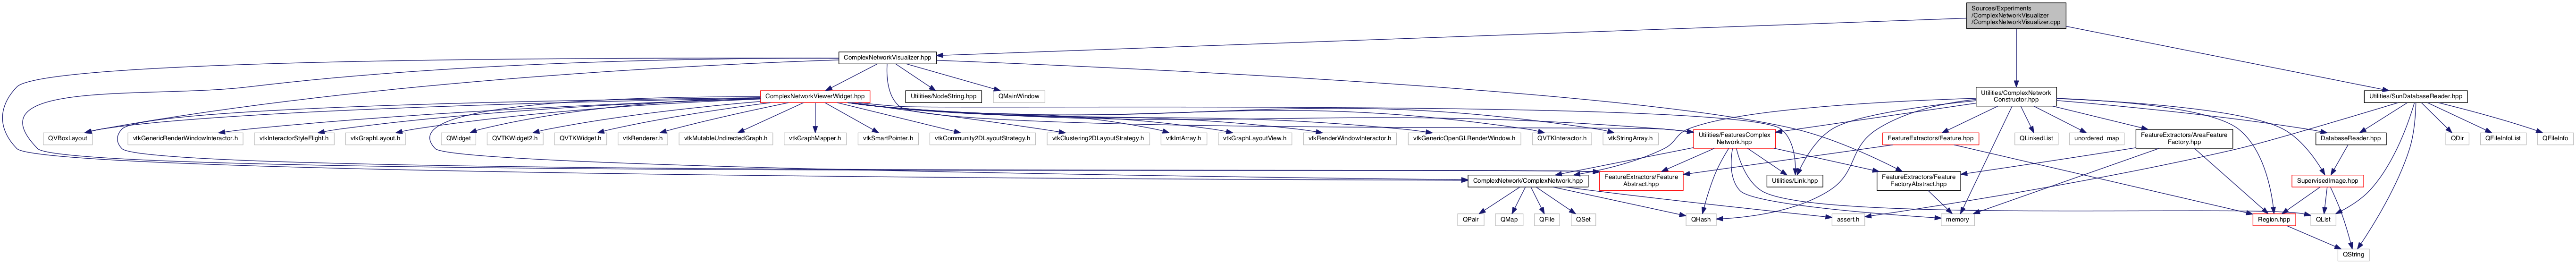 Sources/Experiments
/ComplexNetworkVisualizer
/ComplexNetworkVisualizer.cpp
ComplexNetworkVisualizer.hpp
ComplexNetworkViewerWidget.hpp
Utilities/NodeString.hpp
QMainWindow
Utilities/ComplexNetwork
Constructor.hpp
Utilities/SunDatabaseReader.hpp
QVBoxLayout
vtkGenericRenderWindowInteractor.h
vtkInteractorStyleFlight.h
vtkGraphLayout.h
QWidget
QVTKWidget2.h
QVTKWidget.h
vtkRenderer.h
vtkMutableUndirectedGraph.h
vtkGraphMapper.h
vtkSmartPointer.h
vtkCommunity2DLayoutStrategy.h
vtkClustering2DLayoutStrategy.h
vtkIntArray.h
vtkGraphLayoutView.h
vtkRenderWindowInteractor.h
vtkGenericOpenGLRenderWindow.h
QVTKInteractor.h
vtkStringArray.h
Utilities/FeaturesComplex
Network.hpp
FeatureExtractors/Feature.hpp
QLinkedList
unordered_map
FeatureExtractors/AreaFeature
Factory.hpp
DatabaseReader.hpp
QDir
QFileInfoList
QFileInfo
ComplexNetwork/ComplexNetwork.hpp
FeatureExtractors/Feature
Abstract.hpp
Utilities/Link.hpp
FeatureExtractors/Feature
FactoryAbstract.hpp
SupervisedImage.hpp
QPair
QMap
QFile
QSet
QHash
assert.h
memory
Region.hpp
QList
QString